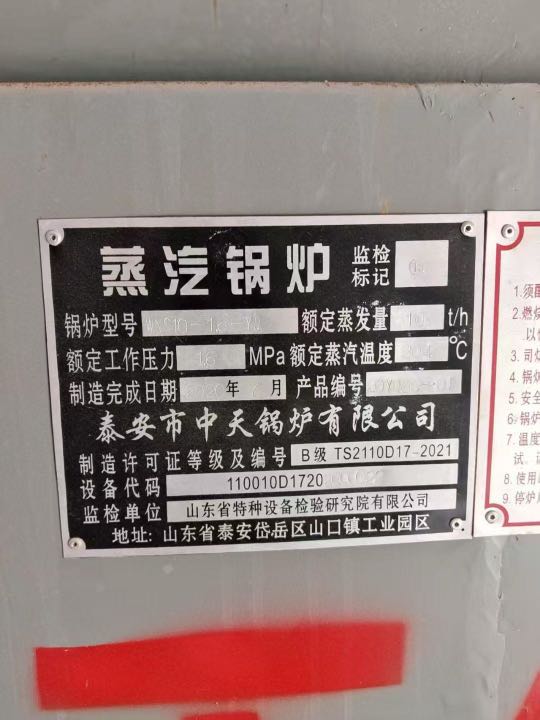 蒸汽锅炉 监检标记
锅炉型号 额定蒸发量 t/h
额定工作压力 1.6 MPa 额定蒸汽温度 ℃
制造完成日期 年 月 产品编号
泰安市中天锅炉有限公司
制造许可证等级及编号 B级 TS2110D17-2021
设备代码 110010D1720
监检单位 山东省特种设备检验研究院有限公司
地址: 山东省泰安岱岳区山口镇工业园区
1.须
2.燃
以
3.司炉
4.锅炉
5.安全
6.锅炉
7.温度
试。
8.使用
9.停炉